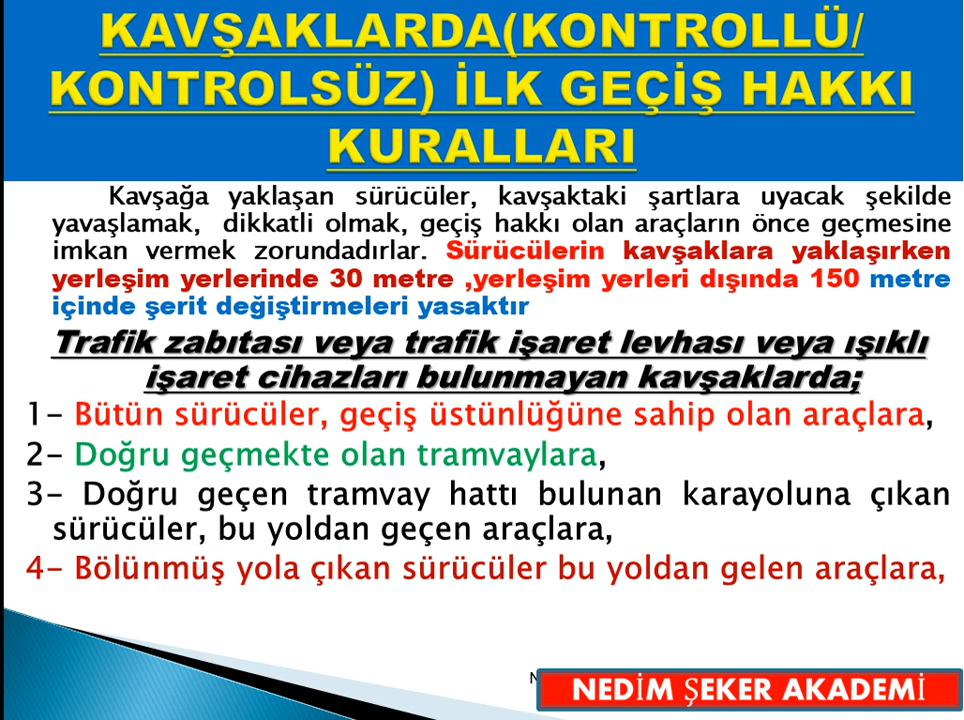 KAVŞAKLARDA(KONTROLLÜ/
KONTROLSÜZ) İLK GEÇİŞ HAKKI
KURALLARI
Kavşağa yaklaşan sürücüler, kavşaktaki şartlara uyacak şekilde
yavaşlamak, dikkatli olmak, geçiş hakkı olan araçların önce geçmesine
imkan vermek zorundadırlar. Sürücülerin kavşaklara yaklaşırken
yerleşim yerlerinde 30 metre ,yerleşim yerleri dışında 150 metre
içinde şerit değiştirmeleri yasaktır
Trafik zabıtası veya trafik işaret levhası veya ışıklı
işaret cihazları bulunmayan kavşaklarda;
1- Bütün sürücüler, geçiş üstünlüğüne sahip olan araçlara,
2- Doğru geçmekte olan tramvaylara,
3- Doğru geçen tramvay hattı bulunan karayoluna çıkan
sürücüler, bu yoldan geçen araçlara,
4- Bölünmüş yola çıkan sürücüler bu yoldan gelen araçlara,
NEDİM ŞEKER AKADEMİ